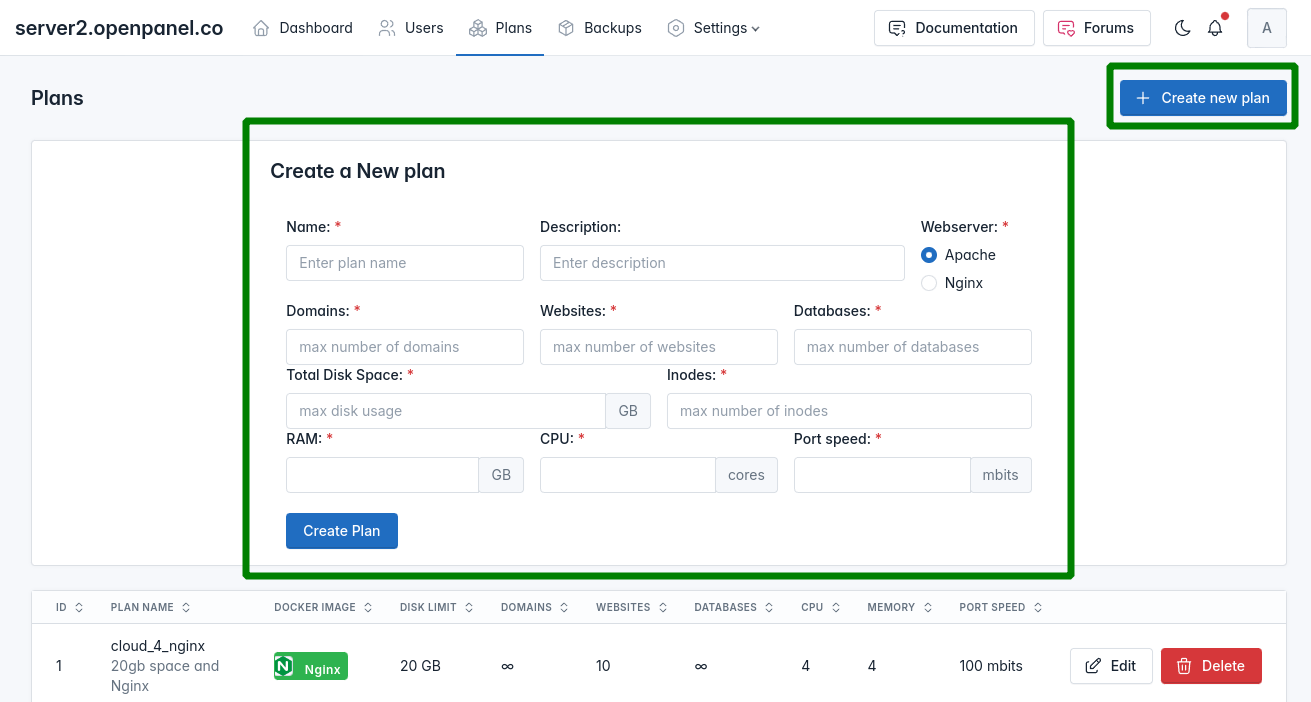 server2.openpanel.co Dashboard Users Plans Backups Settings Documentation Forums A
Plans
Create new plan
Create a New plan
Name: * Description: Webserver: *
Enter plan name Enter description Apache
Nginx
Domains: * Websites: * Databases: *
max number of domains max number of websites max number of databases
Total Disk Space: * Inodes: *
max disk usage GB max number of inodes
RAM: * CPU: * Port speed: *
GB cores mbits
Create Plan
ID PLAN NAME DOCKER IMAGE DISK LIMIT DOMAINS WEBSITES DATABASES CPU MEMORY PORT SPEED
1 cloud_4_nginx N Nginx 20 GB ∞ 10 ∞ 4 4 100 mbits Edit Delete
20gb space and
Nginx